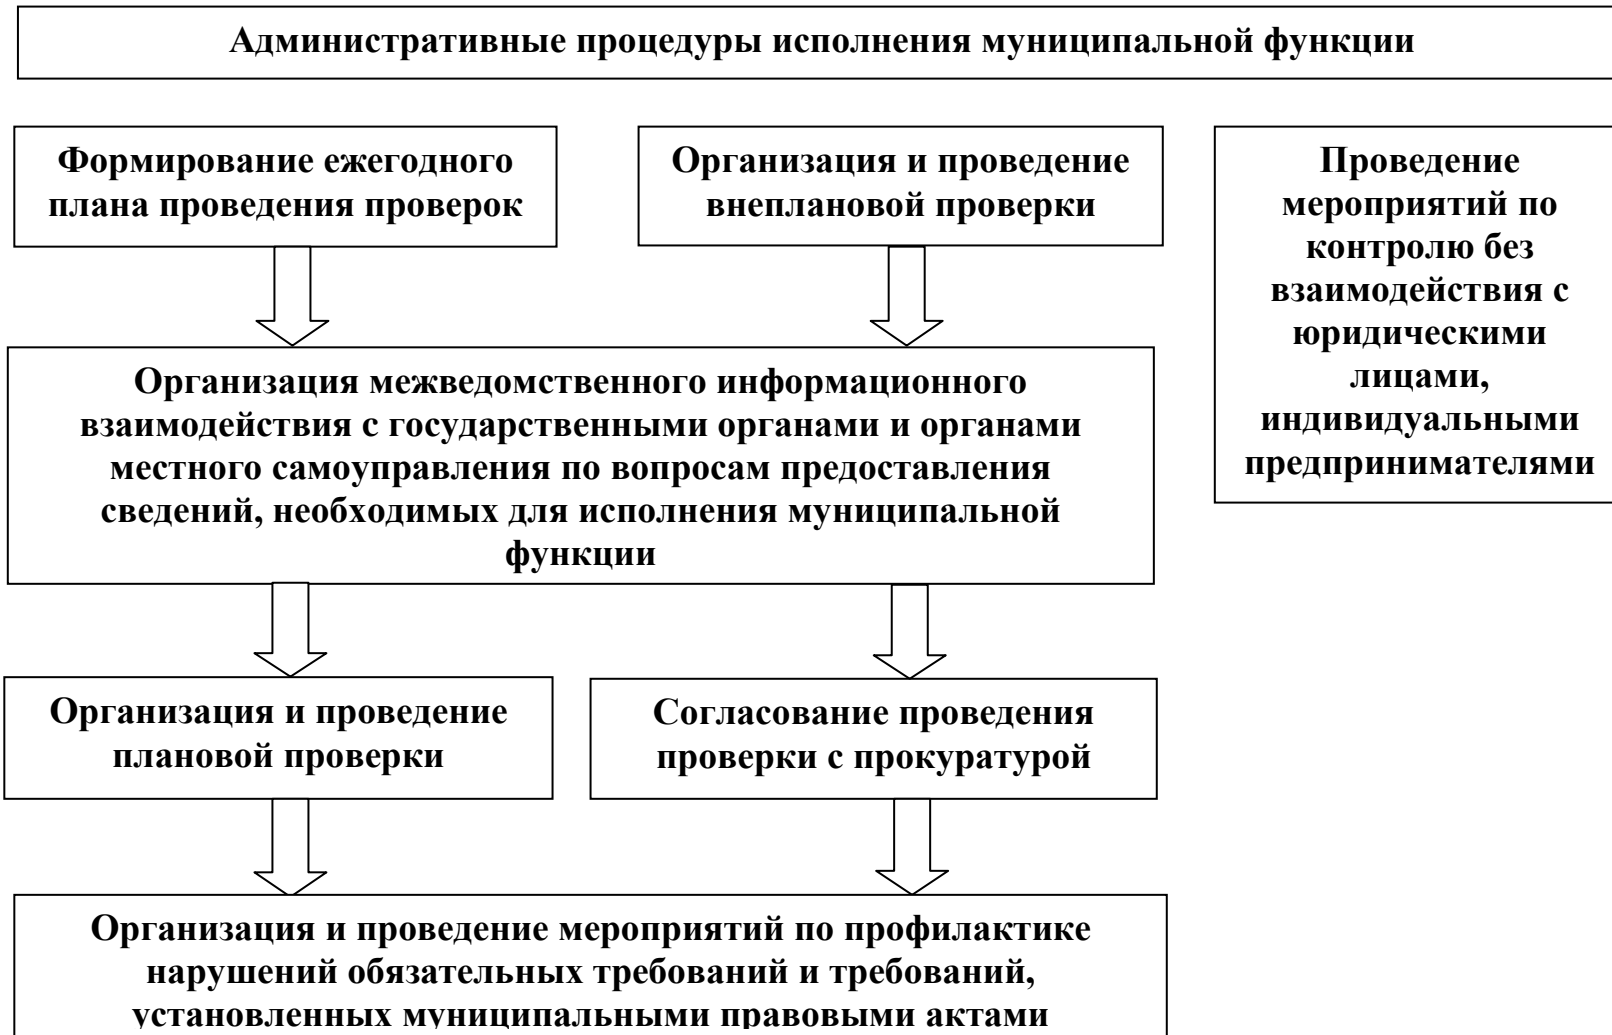 Административные процедуры исполнения муниципальной функции
Формирование ежегодного
плана проведения проверок
Организация и проведение
внеплановой проверки
Проведение
мероприятий по
контролю без
взаимодействия с
юридическими
лицами,
индивидуальными
предпринимателями
Организация межведомственного информационного
взаимодействия с государственными органами и органами
местного самоуправления по вопросам предоставления
сведений, необходимых для исполнения муниципальной
функции
Организация и проведение
плановой проверки
Согласование проведения
проверки с прокуратурой
Организация и проведение мероприятий по профилактике
нарушений обязательных требований и требований,
установленных муниципальными правовыми актами